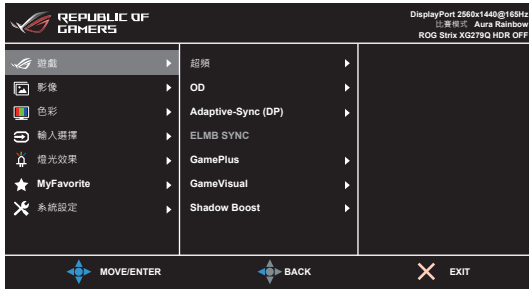 REPUBLIC OF
GAMERS
DisplayPort 2560x1440@165Hz
比賽模式 Aura Rainbow
ROG Strix XG279Q HDR OFF
遊戲
影像
色彩
輸入選擇
燈光效果
MyFavorite
系統設定
超頻
OD
Adaptive-Sync (DP)
ELMB SYNC
GamePlus
GameVisual
Shadow Boost
MOVE/ENTER
BACK
EXIT